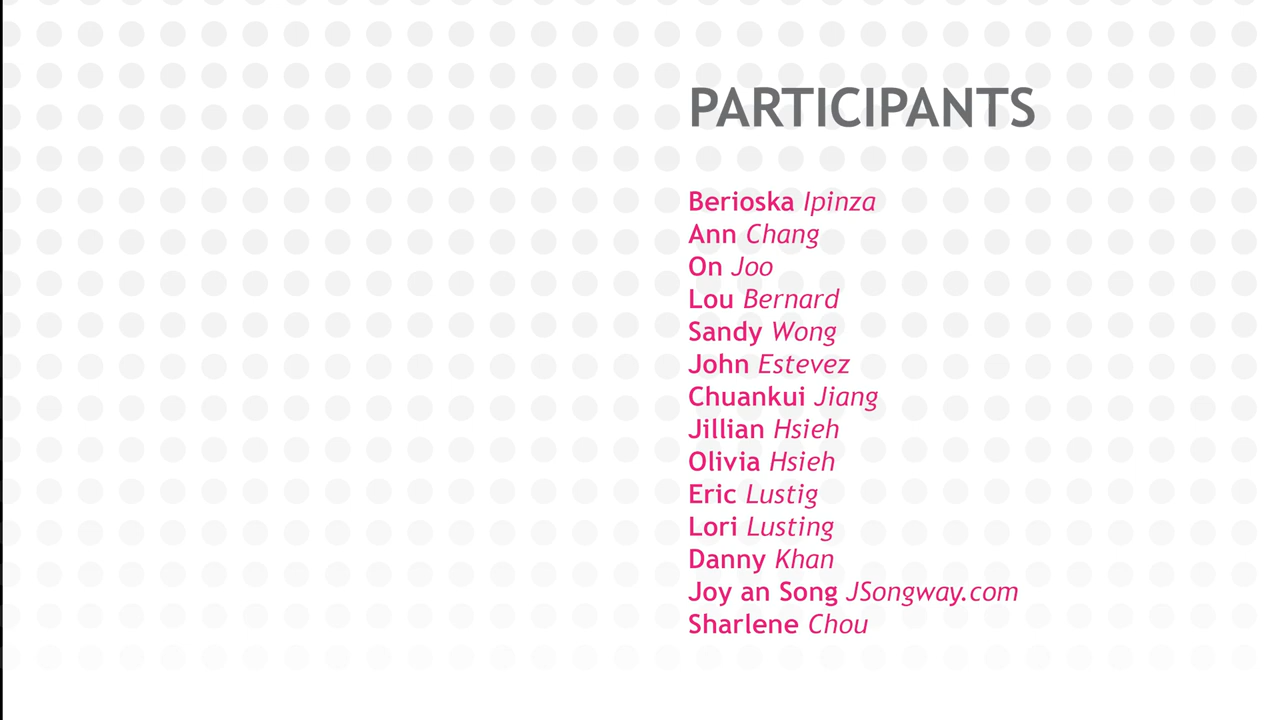 PARTICIPANTS
Berioska Ipinza
Ann Chang
On Joo
Lou Bernard
Sandy Wong
John Estevez
Chuankui Jiang
Jillian Hsieh
Olivia Hsieh
Eric Lustig
Lori Lusting
Danny Khan
Joy an Song JSongway.com
Sharlene Chou